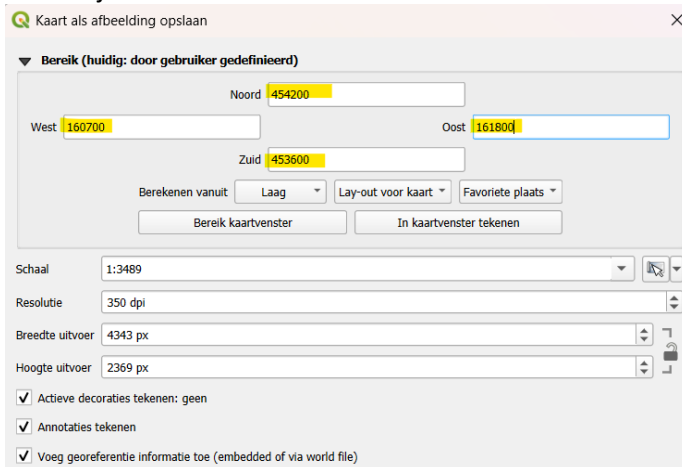 Kaart als afbeelding opslaan
Bereik (huidig: door gebruiker gedefinieerd)
Noord 454200
West 160700 Oost 161800
Zuid 453600
Berekenen vanuit Laag Lay-out voor kaart Favoriete plaats
Bereik kaartvenster In kaartvenster tekenen
Schaal 1:3489
Resolutie 350 dpi
Breedte uitvoer 4343 px
Hoogte uitvoer 2369 px
Actieve decoraties tekenen: geen
Annotaties tekenen
Voeg georeferentie informatie toe (embedded of via world file)